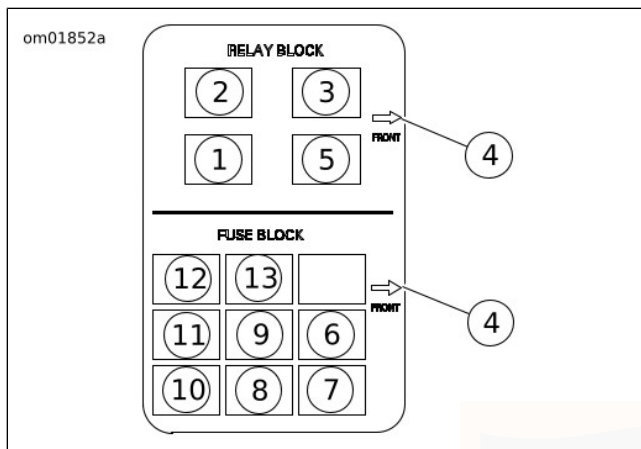 om01852a
RELAY BLOCK
2 3
FRONT
4
1 5
FUSE BLOCK
12 13
FRONT
4
11 9 6
10 8 7